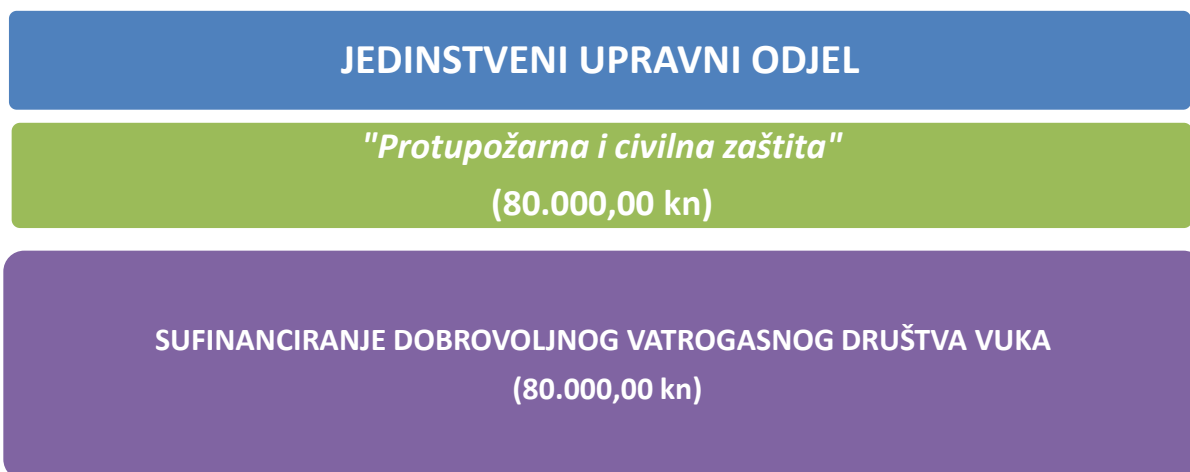 JEDINSTVENI UPRAVNI ODJEL
"Protupožarna i civilna zaštita"
(80.000,00 kn)
SUFINANCIRANJE DOBROVOLJNOG VATROGASNOG DRUŠTVA VUKA
(80.000,00 kn)